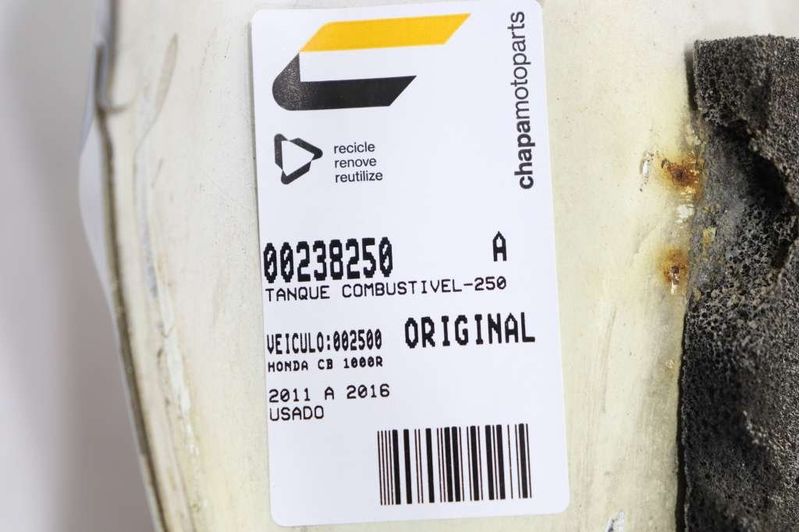 chapamotoparts
recicle
renove
reutilize
00238250 A
TANQUE COMBUSTIVEL-250
VEICULO:002500 ORIGINAL
HONDA CB 1000R
2011 A 2016
USADO